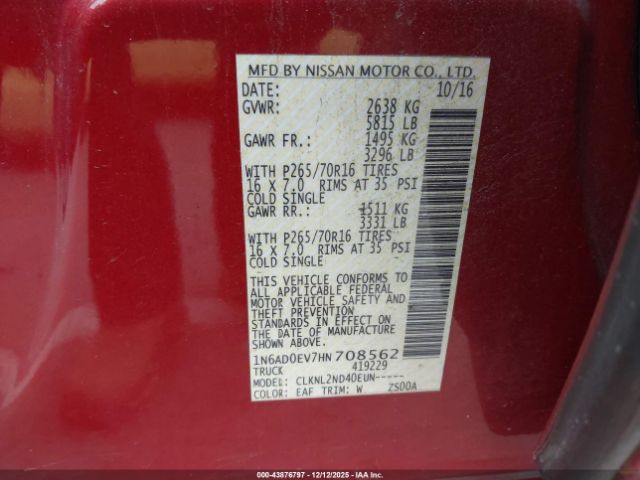 MFD BY NISSAN MOTOR CO., LTD.
DATE: 10/16
GVWR: 2638 KG
5815 LB
GAWR FR.: 1495 KG
3296 LB
WITH P265/70R16 TIRES
16 X 7.0 RIMS AT 35 PSI
COLD SINGLE
GAWR RR.: 1511 KG
3331 LB
WITH P265/70R16 TIRES
16 X 7.0 RIMS AT 35 PSI
COLD SINGLE
THIS VEHICLE CONFORMS TO
ALL APPLICABLE FEDERAL
MOTOR VEHICLE SAFETY AND
THEFT PREVENTION
STANDARDS IN EFFECT ON
THE DATE OF MANUFACTURE
SHOWN ABOVE.
1N6AD0EV7HN708562
TRUCK 419229
MODEL: CLKNL2ND40EUN-----
COLOR: EAF TRIM: W ZS00A
00-43876797 - 12/12/2025 - IAA Inc.